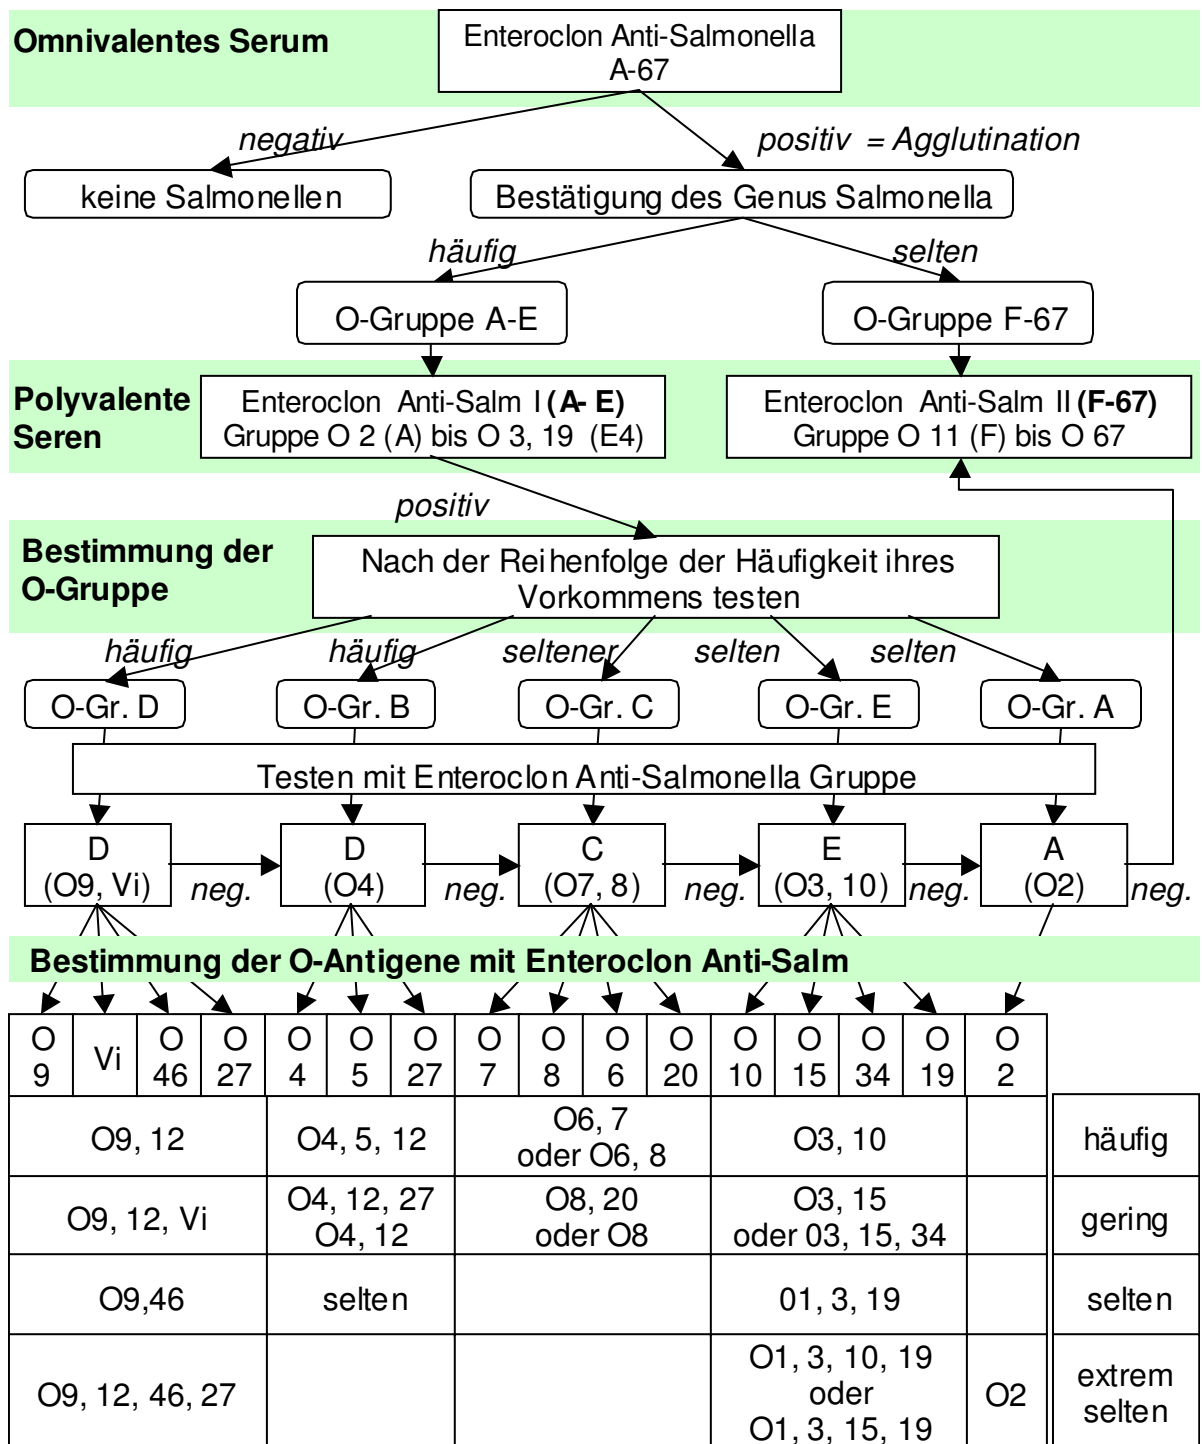 Omnivalentes Serum
Enteroclon Anti-Salmonella
A-67
negativ
positiv = Agglutination
keine Salmonellen
Bestätigung des Genus Salmonella
häufig
selten
O-Gruppe A-E
O-Gruppe F-67
Polyvalente
Seren
Enteroclon Anti-Salm I (A- E)
Gruppe O 2 (A) bis O 3, 19 (E4)
Enteroclon Anti-Salm II (F-67)
Gruppe O 11 (F) bis O 67
positiv
Bestimmung der
O-Gruppe
Nach der Reihenfolge der Häufigkeit ihres
Vorkommens testen
häufig
häufig
seltener
selten
selten
O-Gr. D
O-Gr. B
O-Gr. C
O-Gr. E
O-Gr. A
Testen mit Enteroclon Anti-Salmonella Gruppe
D
(O9, Vi)
neg.
D
(O4)
neg.
C
(O7, 8)
neg.
E
(O3, 10)
neg.
A
(O2)
neg.
Bestimmung der O-Antigene mit Enteroclon Anti-Salm
O
9
Vi
O
46
O
27
O
4
O
5
O
27
O
7
O
8
O
6
O
20
O
10
O
15
O
34
O
19
O
2
O9, 12
O4, 5, 12
O6, 7
oder O6, 8
O3, 10
häufig
O9, 12, Vi
O4, 12, 27
O4, 12
O8, 20
oder O8
O3, 15
oder 03, 15, 34
gering
O9,46
selten
01, 3, 19
selten
O9, 12, 46, 27
O1, 3, 10, 19
oder
O1, 3, 15, 19
O2
extrem
selten